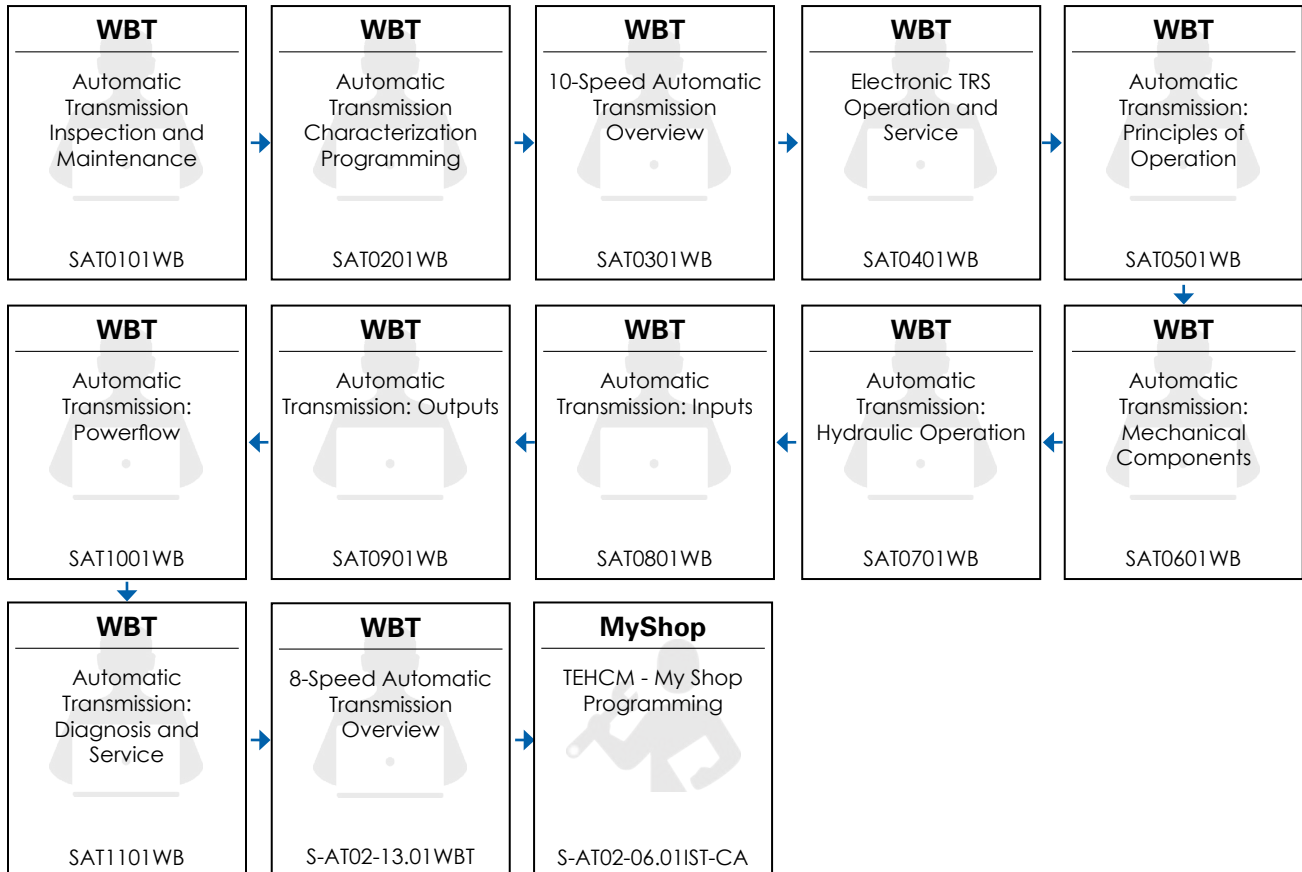 WBT
Automatic
Transmission
Inspection and
Maintenance
SAT0101WB
WBT
Automatic
Transmission
Characterization
Programming
SAT0201WB
WBT
10-Speed Automatic
Transmission
Overview
SAT0301WB
WBT
Electronic TRS
Operation and
Service
SAT0401WB
WBT
Automatic
Transmission:
Principles of
Operation
SAT0501WB
WBT
Automatic
Transmission:
Mechanical
Components
SAT0601WB
WBT
Automatic
Transmission:
Hydraulic Operation
SAT0701WB
WBT
Automatic
Transmission: Inputs
SAT0801WB
WBT
Automatic
Transmission: Outputs
SAT0901WB
WBT
Automatic
Transmission:
Powerflow
SAT1001WB
WBT
Automatic
Transmission:
Diagnosis and
Service
SAT1101WB
WBT
8-Speed Automatic
Transmission
Overview
S-AT02-13.01WBT
MyShop
TEHCM - My Shop
Programming
S-AT02-06.01IST-CA